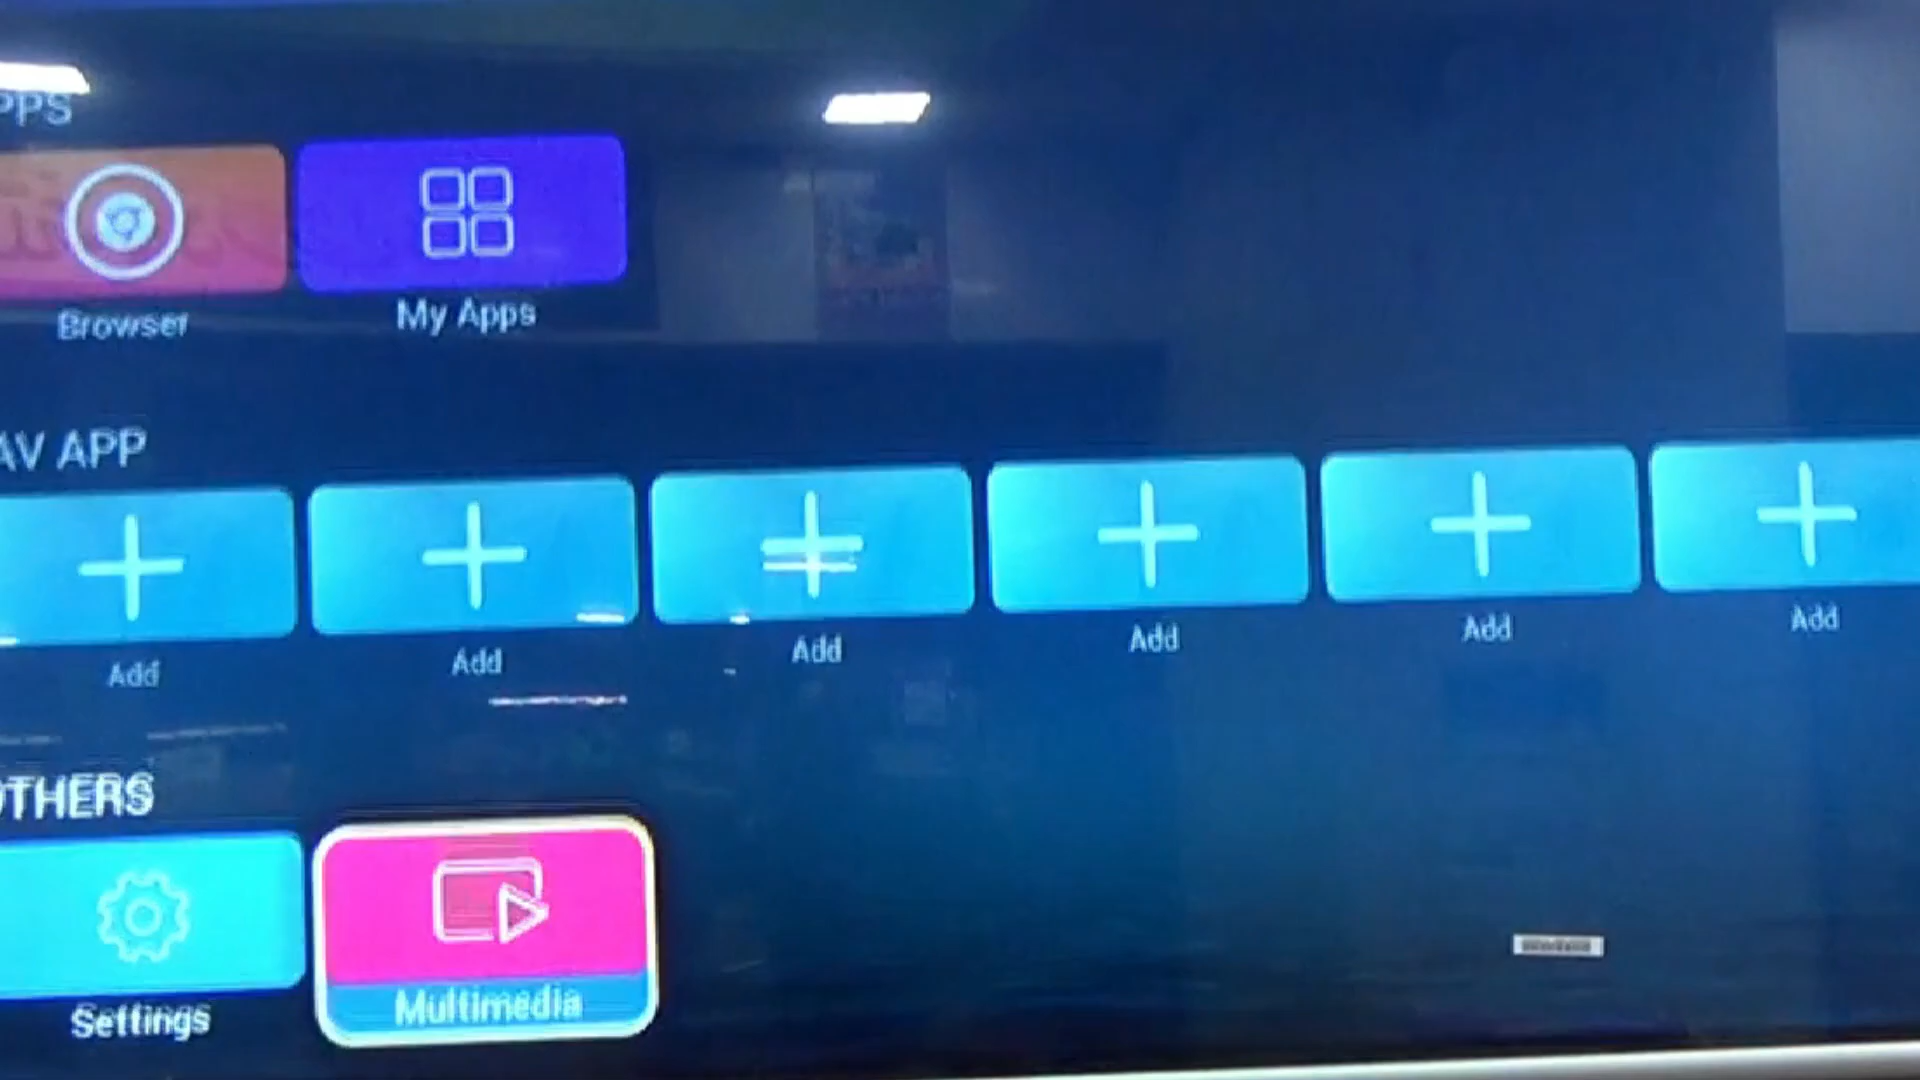 PPS
Browser My Apps
AV APP
Add Add Add Add Add Add
OTHERS
Settings Multimedia